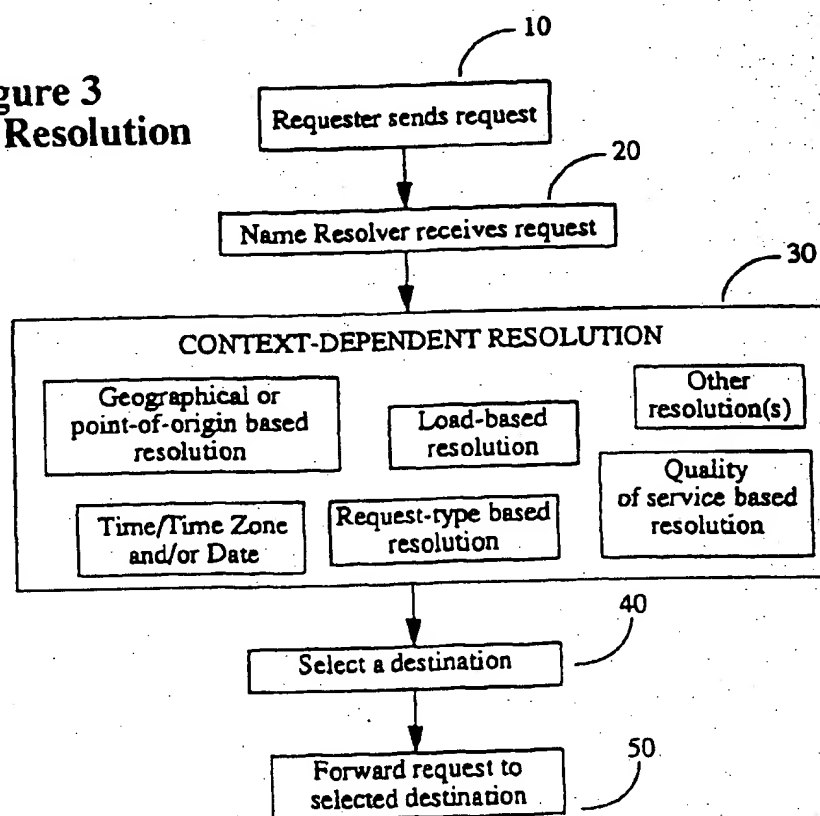 10
gure 3
Resolution
Requester sends request
20
Name Resolver receives request
30
CONTEXT-DEPENDENT RESOLUTION
Geographical or
point-of-origin based
resolution
Load-based
resolution
Other
resolution(s)
Time/Time Zone
and/or Date
Request-type based
resolution
Quality
of service based
resolution
40
Select a destination
50
Forward request to
selected destination